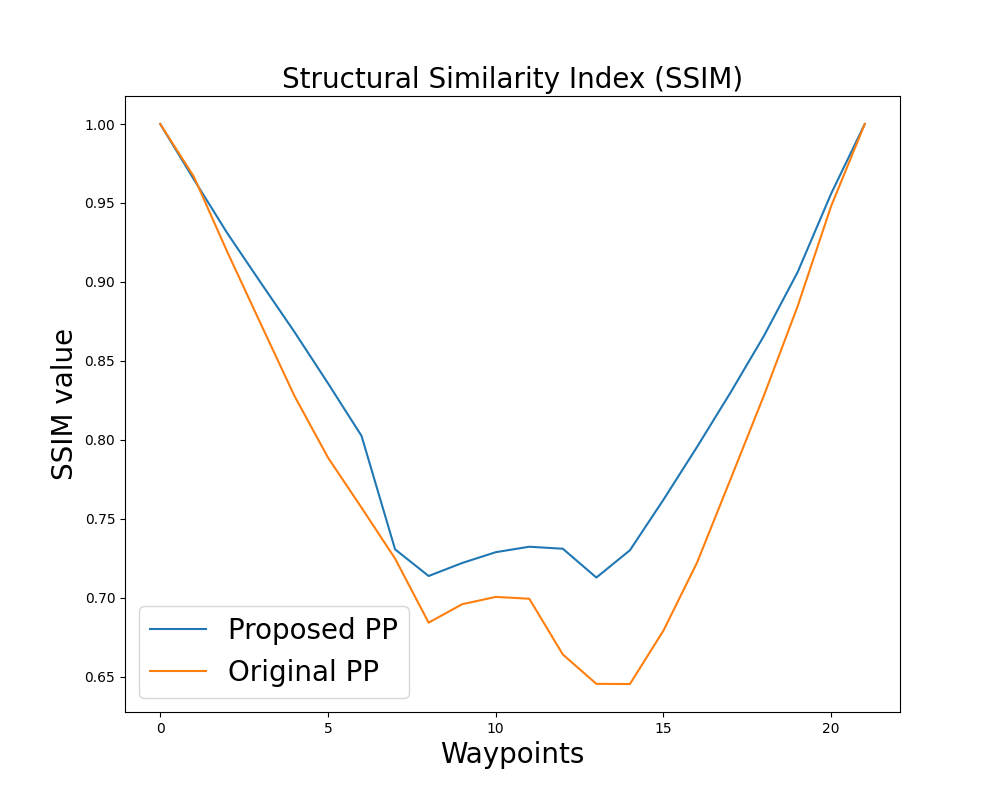 Structural Similarity Index (SSIM)
1.00
0.95
0.90
0.85
0.80
0.75
0.70
0.65
SSIM value
Proposed PP
Original PP
0 5 10 15 20
Waypoints